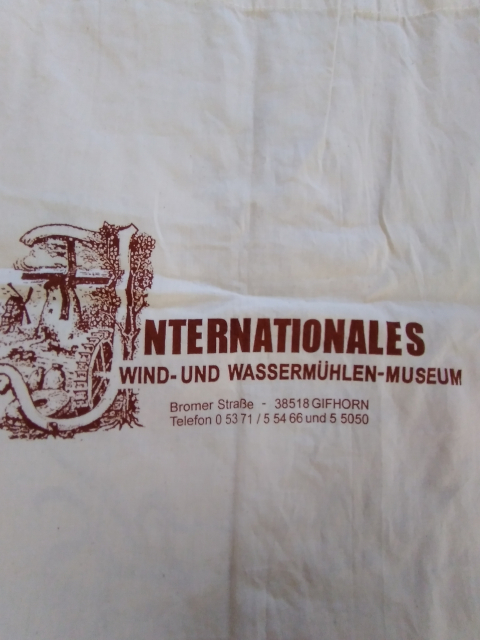 INTERNATIONALES
WIND- UND WASSERMÜHLEN-MUSEUM
Bromer Straße - 38518 GIFHORN
Telefon 0 53 71 / 5 54 66 und 5 5050